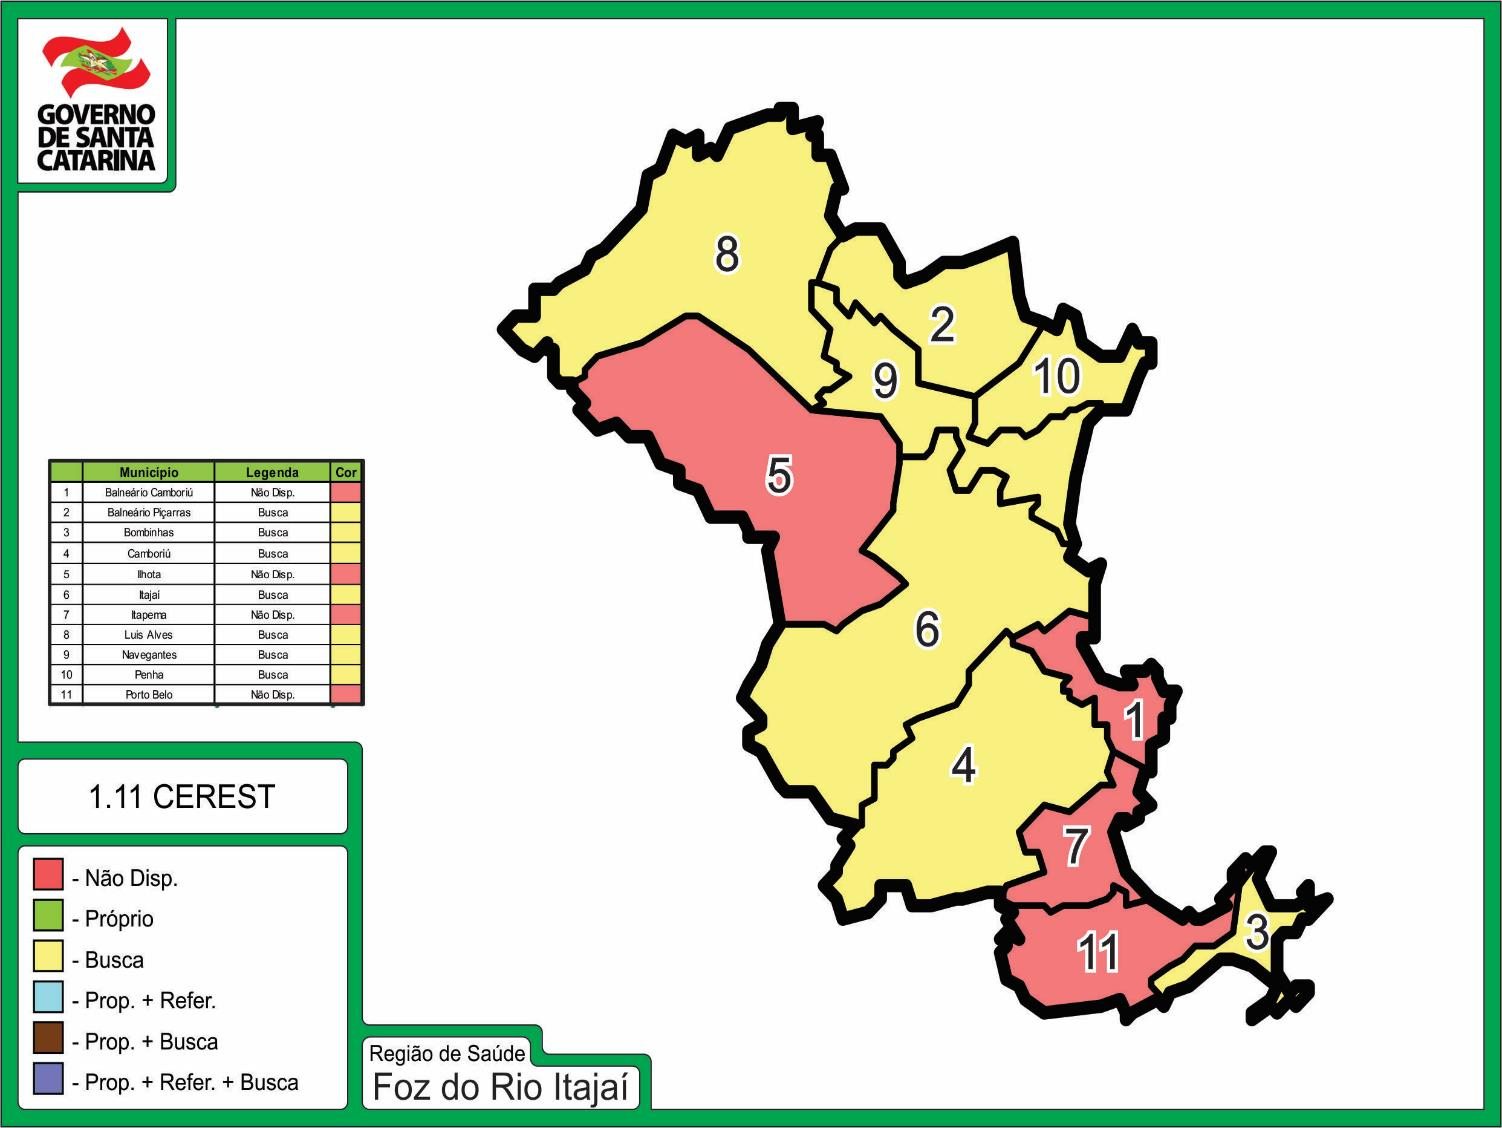 GOVERNO
DE SANTA
CATARINA
8
2
10
9
5
6
1
4
7
3
11
Município Legenda Cor
1 Balneário Camboriú Não Disp.
2 Balneário Piçarras Busca
3 Bombinhas Busca
4 Camboriú Busca
5 Ilhota Não Disp.
6 Itajaí Busca
7 Itapema Não Disp.
8 Luis Alves Busca
9 Navegantes Busca
10 Penha Busca
11 Porto Belo Não Disp.
1.11 CEREST
- Não Disp.
- Próprio
- Busca
- Prop. + Refer.
- Prop. + Busca
- Prop. + Refer. + Busca
Região de Saúde
Foz do Rio Itajaí